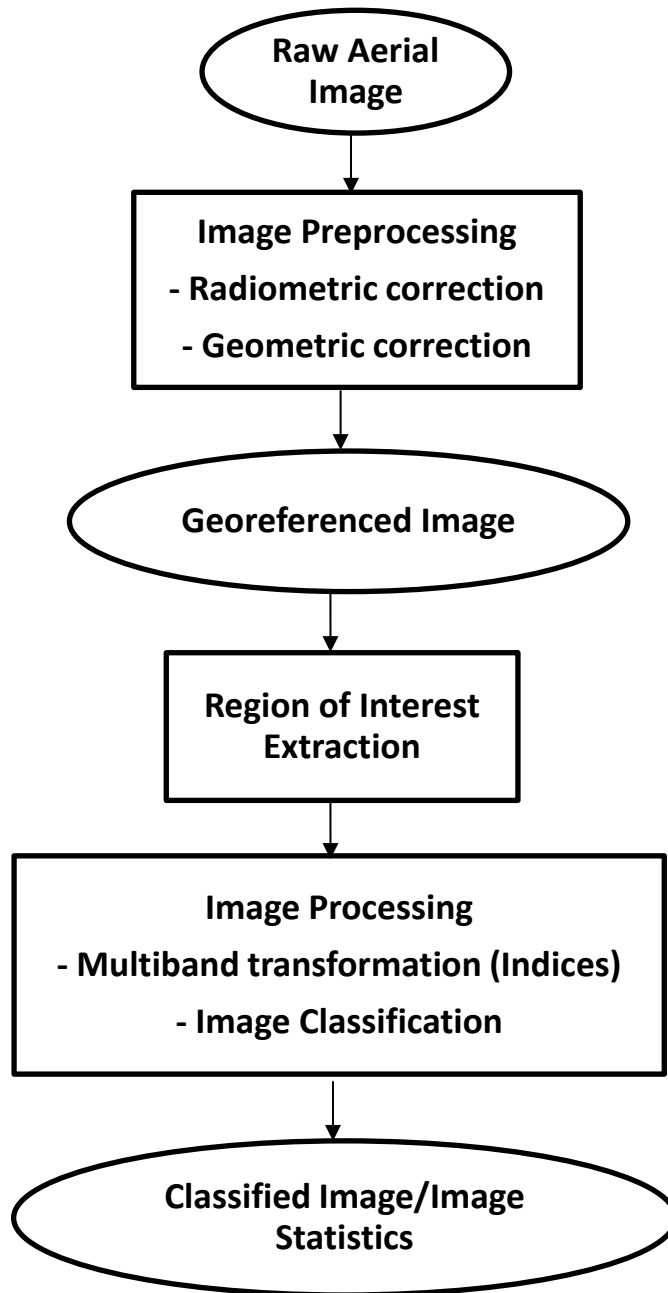 Raw Aerial
Image
Image Preprocessing
- Radiometric correction
- Geometric correction
Georeferenced Image
Region of Interest
Extraction
Image Processing
- Multiband transformation (Indices)
- Image Classification
Classified Image/Image
Statistics